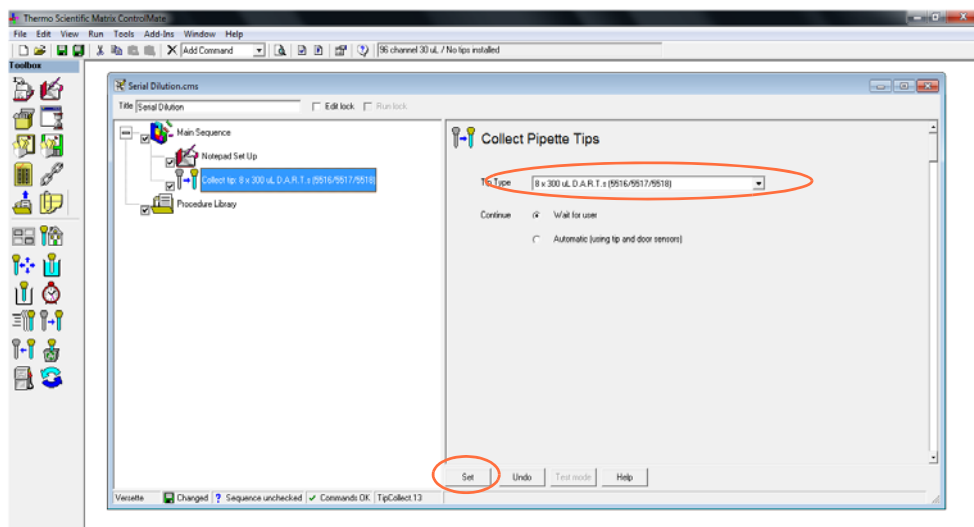 Thermo Scientific Matrix ControlMate
File Edit View Run Tools Add-Ins Window Help
Add Command 96 channel 30 uL / No tips installed
Toolbox
Serial Dilution.cms
Title Serial Dilution Edit lock Run lock
Main Sequence
Notepad Set Up
Collect tip: 8 x 300 uL D.A.R.T.s (5516/5517/5518)
Procedure Library
Collect Pipette Tips
Tip Type 8 x 300 uL D.A.R.T.s (5516/5517/5518)
Continue Wait for user
Automatic (using tip and door sensors)
Set Undo Test mode Help
Versette Changed ? Sequence unchecked Commands OK TipCollect.13